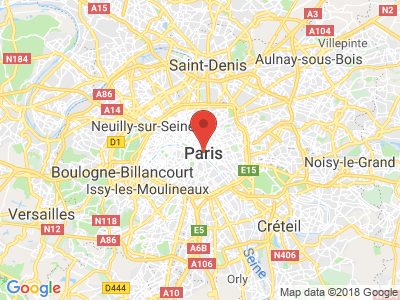 A15
A3
N2
A104
Villepinte
N184
Saint-Denis
Aulnay-sous-Bois
A86
A14
Neuilly-sur-Seine
D1
Paris
E15
Noisy-le-Grand
Boulogne-Billancourt
Issy-les-Moulineaux
Versailles
N118
N12
Créteil
A86
A6B
N406
A106
Seine
Orly
D444
A10
Google
Map data ©2018 Google